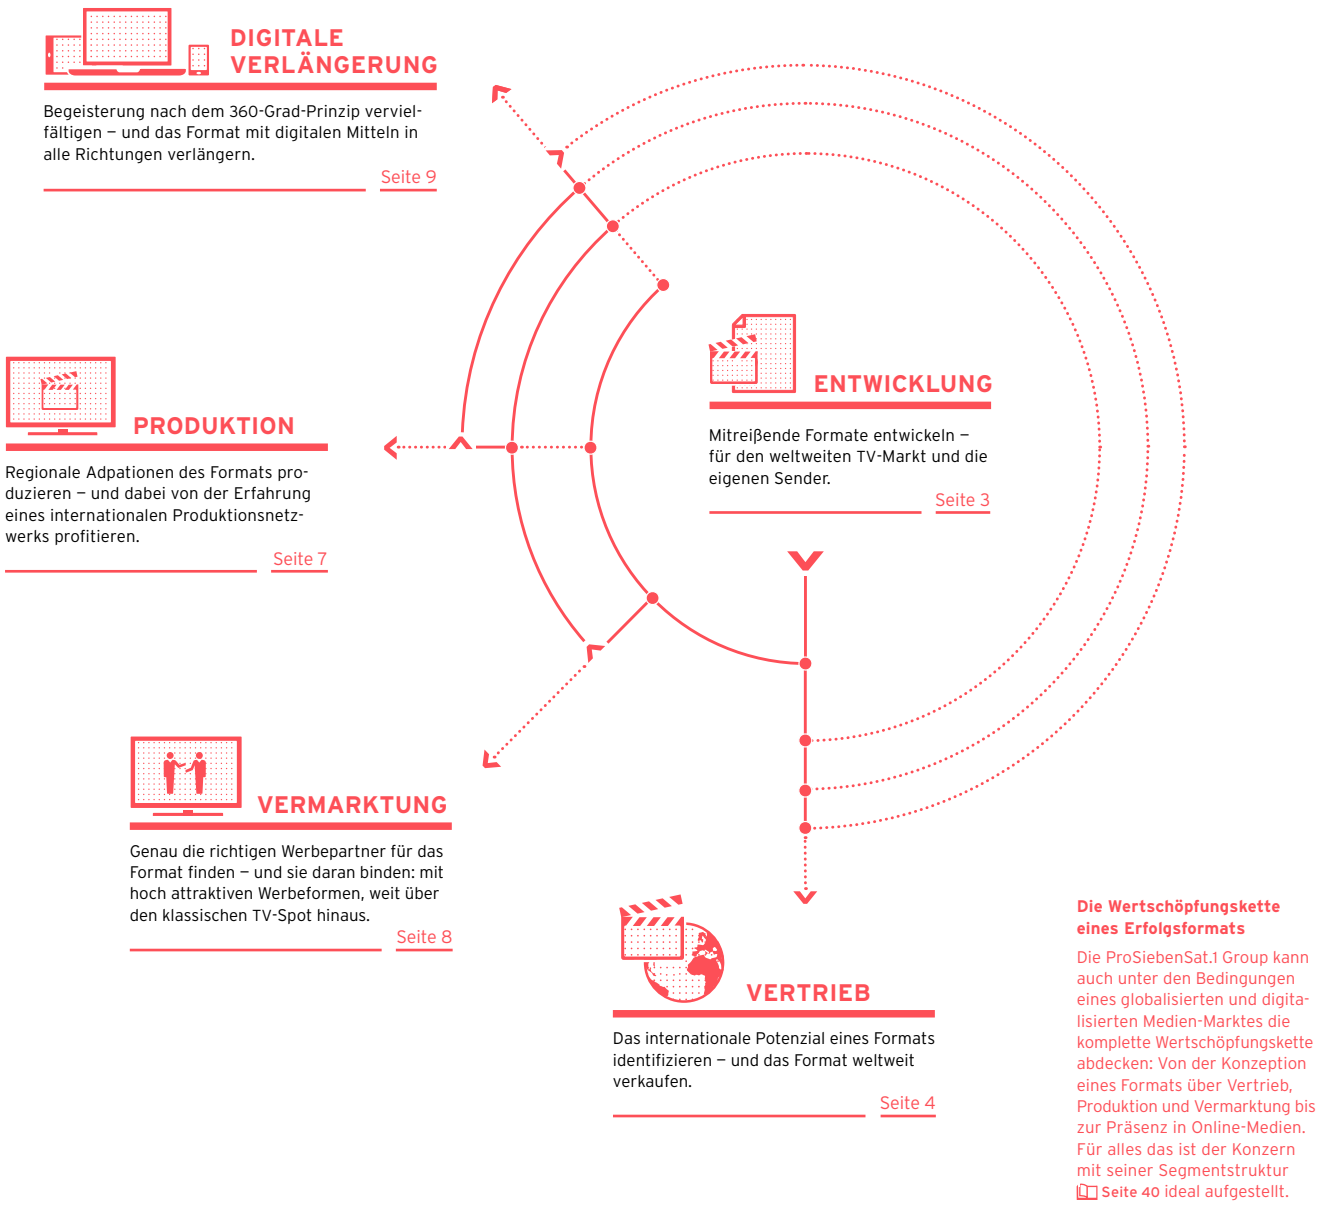 DIGITALE
VERLÄNGERUNG
Begeisterung nach dem 360-Grad-Prinzip verviel-
fältigen – und das Format mit digitalen Mitteln in
alle Richtungen verlängern.
Seite 9
ENTWICKLUNG
Mitreißende Formate entwickeln –
für den weltweiten TV-Markt und die
eigenen Sender.
Seite 3
PRODUKTION
Regionale Adpationen des Formats pro-
duzieren – und dabei von der Erfahrung
eines internationalen Produktionsnetz-
werks profitieren.
Seite 7
VERMARKTUNG
Genau die richtigen Werbepartner für das
Format finden – und sie daran binden: mit
hoch attraktiven Werbeformen, weit über
den klassischen TV-Spot hinaus.
Seite 8
VERTRIEB
Das internationale Potenzial eines Formats
identifizieren – und das Format weltweit
verkaufen.
Seite 4
Die Wertschöpfungskette
eines Erfolgsformats
Die ProSiebenSat.1 Group kann
auch unter den Bedingungen
eines globalisierten und digita-
lisierten Medien-Marktes die
komplette Wertschöpfungskette
abdecken: Von der Konzeption
eines Formats über Vertrieb,
Produktion und Vermarktung bis
zur Präsenz in Online-Medien.
Für alles das ist der Konzern
mit seiner Segmentstruktur
Seite 40 ideal aufgestellt.